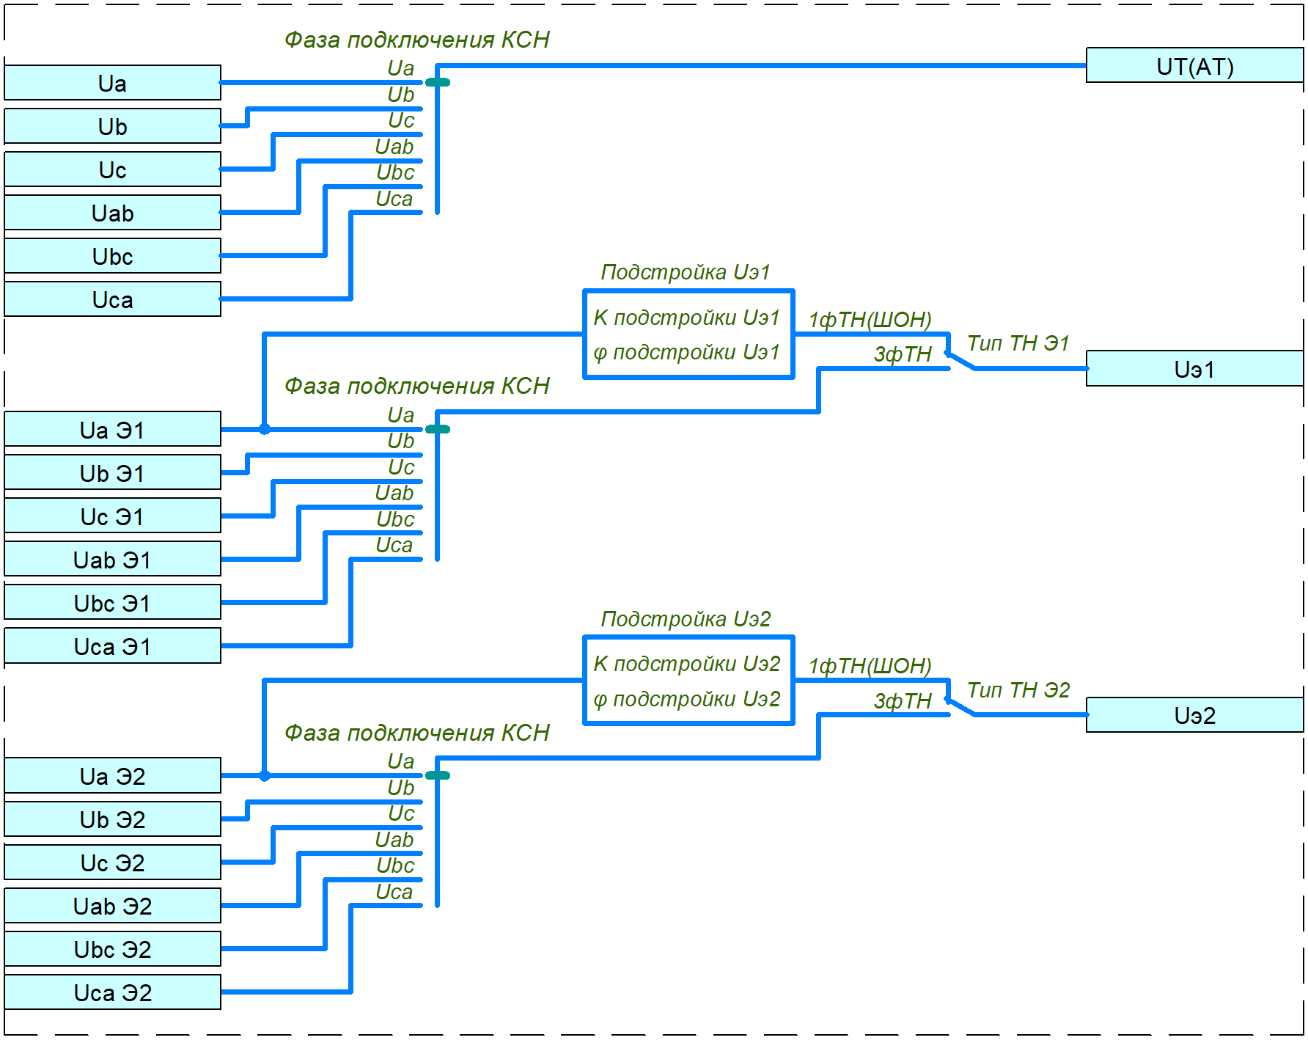 Фаза подключения КСН
Ua
Ub
Uc
Uab
Ubc
Uca
Ua
Ub
Uc
Uab
Ubc
Uca
UT(AT)
Подстройка Uэ1
K подстройки Uэ1
φ подстройки Uэ1
1фТН(ШОН)
3фТН
Тип ТН Э1
Uэ1
Фаза подключения КСН
Ua Э1
Ub Э1
Uc Э1
Uab Э1
Ubc Э1
Uca Э1
Ua
Ub
Uc
Uab
Ubc
Uca
Подстройка Uэ2
K подстройки Uэ2
φ подстройки Uэ2
1фТН(ШОН)
3фТН
Тип ТН Э2
Uэ2
Фаза подключения КСН
Ua Э2
Ub Э2
Uc Э2
Uab Э2
Ubc Э2
Uca Э2
Ua
Ub
Uc
Uab
Ubc
Uca